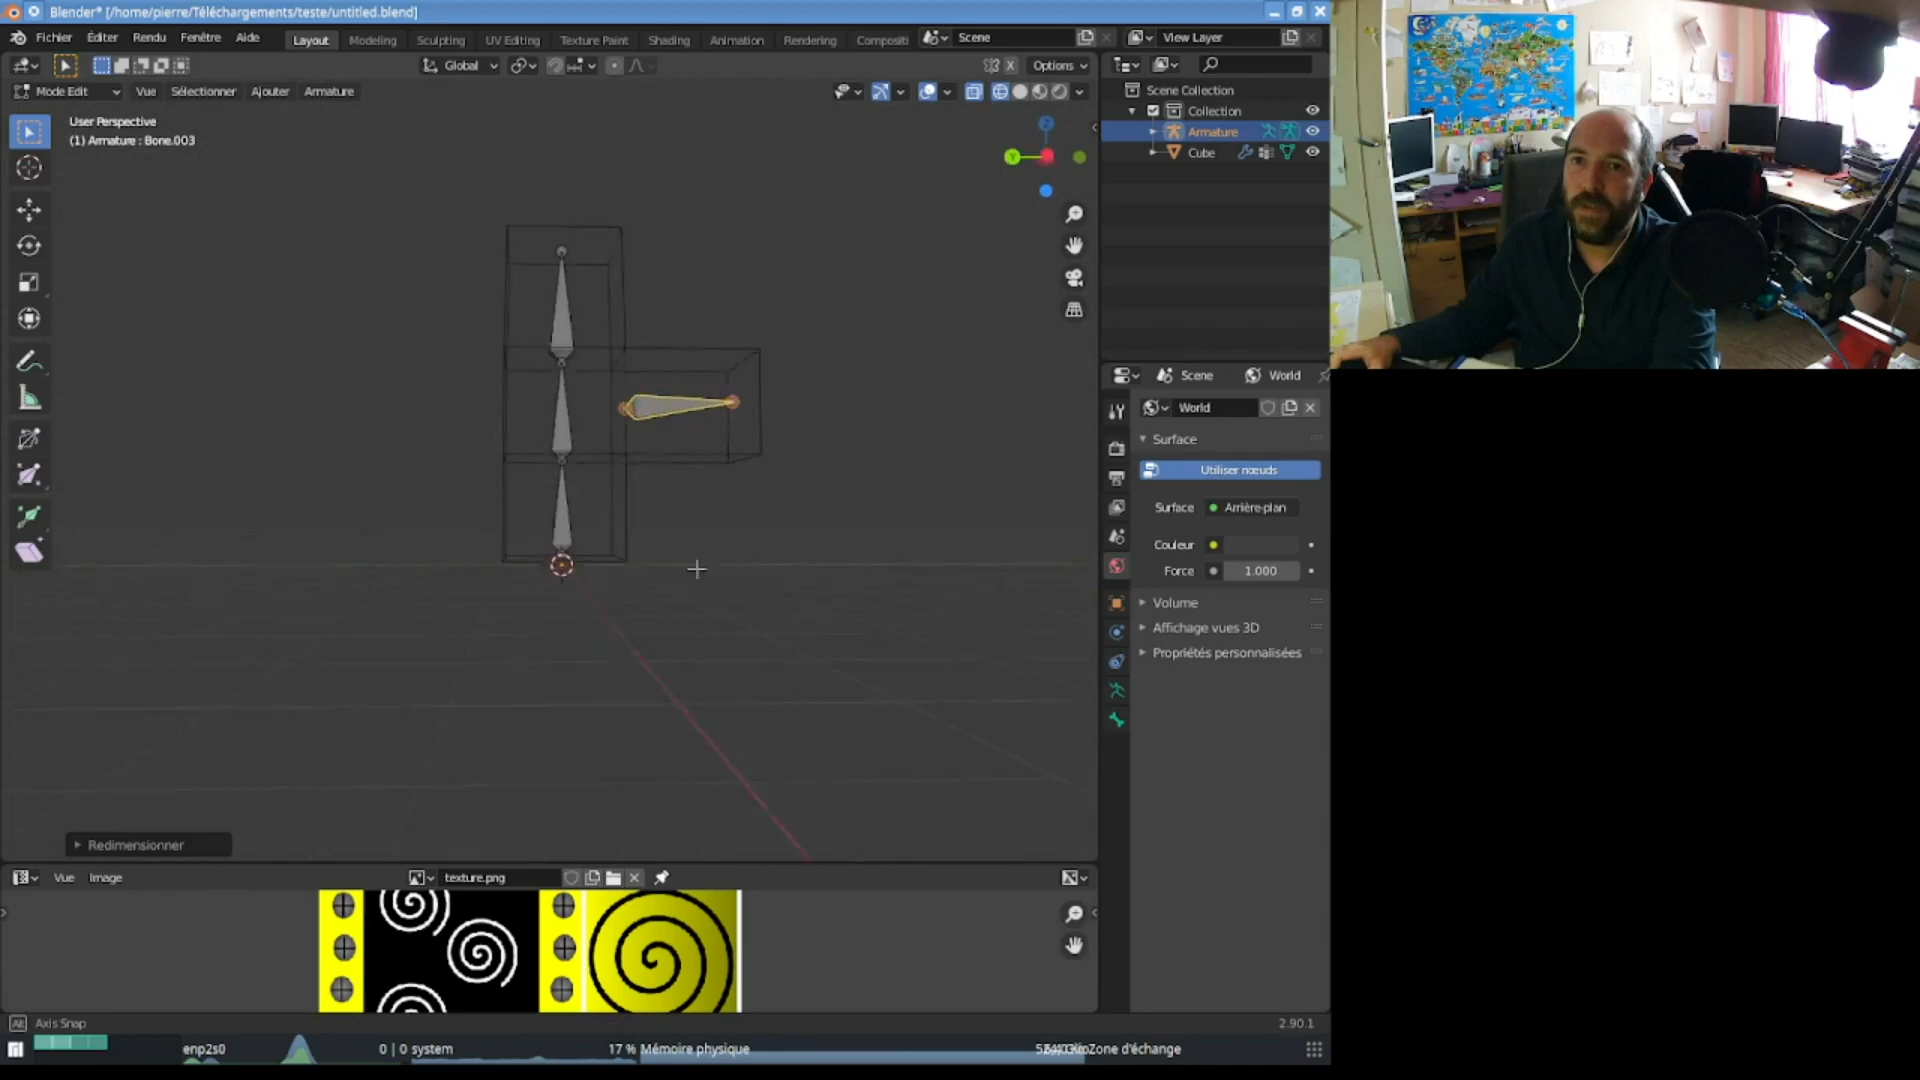 Blender* [/home/pierre/Téléchargements/teste/untitled.blend]
Fichier Éditer Rendu Fenêtre Aide Layout Modeling Sculpting UV Editing Texture Paint Shading Animation Rendering Compositi Scene View Layer
Global Options
Mode Edit Vue Sélectionner Ajouter Armature
User Perspective
(1) Armature : Bone.003
Scene Collection
Collection
Armature
Cube
Scene World
World
Surface
Utiliser nœuds
Surface Arrière-plan
Couleur
Force 1.000
Volume
Affichage vues 3D
Propriétés personnalisées
Redimensionner
Vue Image texture.png
Alt Axis Snap 2.90.1
enp2s0 0 | 0 system 17 % Mémoire physique Zone d'échange